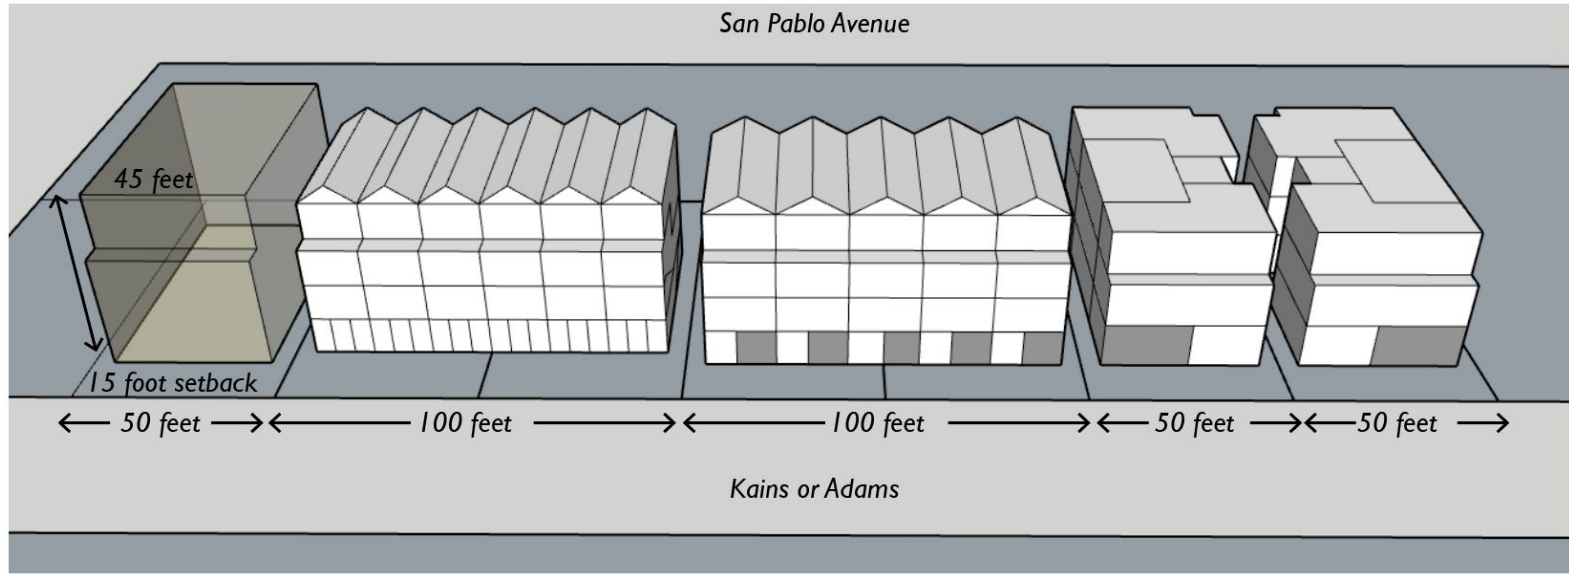 San Pablo Avenue
45 feet
15 foot setback
50 feet
100 feet
100 feet
50 feet
50 feet
Kains or Adams